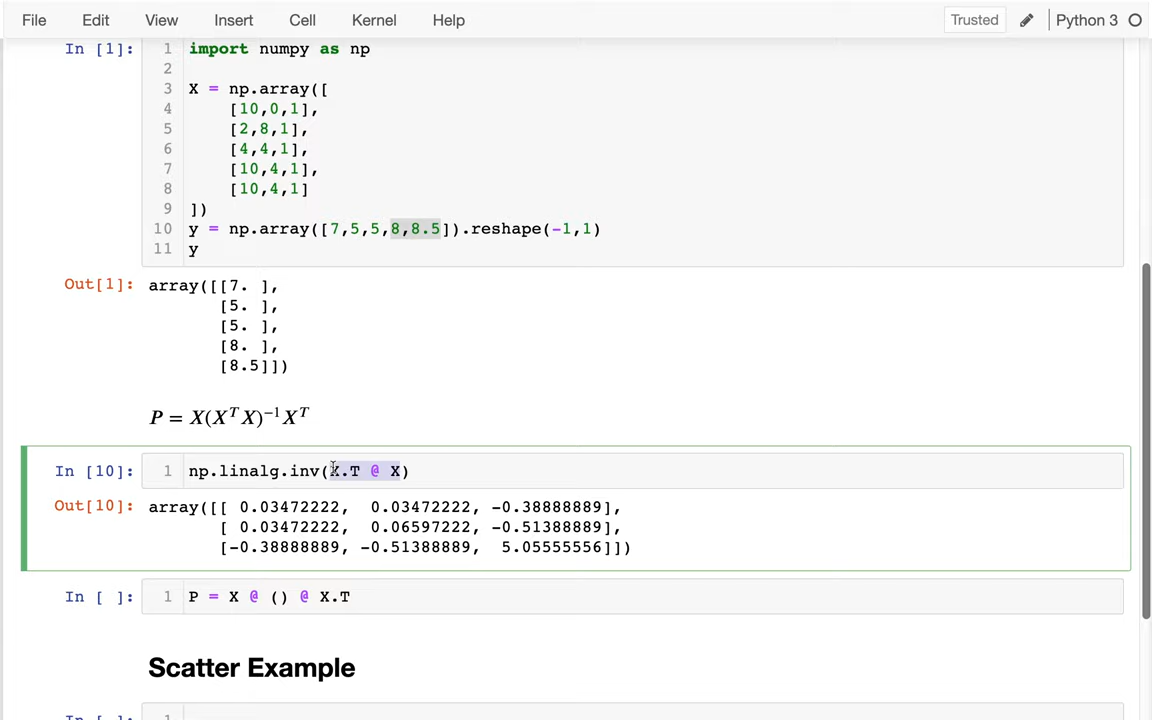 File Edit View Insert Cell Kernel Help Trusted Python 3
In [1]: 1 import numpy as np
2
3 X = np.array([
4 [10,0,1],
5 [2,8,1],
6 [4,4,1],
7 [10,4,1],
8 [10,4,1]
9 ])
10 y = np.array([7,5,5,8,8.5]).reshape(-1,1)
11 y
Out[1]: array([[7. ],
[5. ],
[5. ],
[8. ],
[8.5]])
P = X(XᵀX)⁻¹Xᵀ
In [10]: 1 np.linalg.inv(X.T @ X)
Out[10]: array([[ 0.03472222, 0.03472222, -0.38888889],
[ 0.03472222, 0.06597222, -0.51388889],
[-0.38888889, -0.51388889, 5.05555556]])
In [ ]: 1 P = X @ () @ X.T
Scatter Example
In [ ]: 1